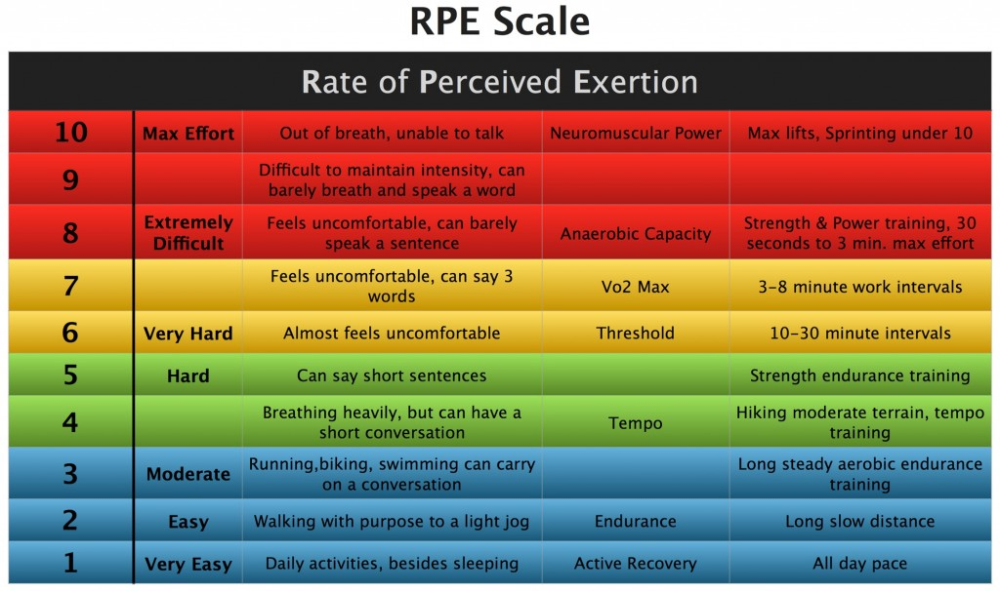 RPE Scale
Rate of Perceived Exertion
10 Max Effort Out of breath, unable to talk Neuromuscular Power Max lifts, Sprinting under 10
9 Difficult to maintain intensity, can
barely breath and speak a word
8 Extremely
Difficult Feels uncomfortable, can barely
speak a sentence Anaerobic Capacity Strength & Power training, 30
seconds to 3 min. max effort
7 Feels uncomfortable, can say 3
words Vo2 Max 3-8 minute work intervals
6 Very Hard Almost feels uncomfortable Threshold 10-30 minute intervals
5 Hard Can say short sentences Strength endurance training
4 Breathing heavily, but can have a
short conversation Tempo Hiking moderate terrain, tempo
training
3 Moderate Running,biking, swimming can carry
on a conversation Long steady aerobic endurance
training
2 Easy Walking with purpose to a light jog Endurance Long slow distance
1 Very Easy Daily activities, besides sleeping Active Recovery All day pace